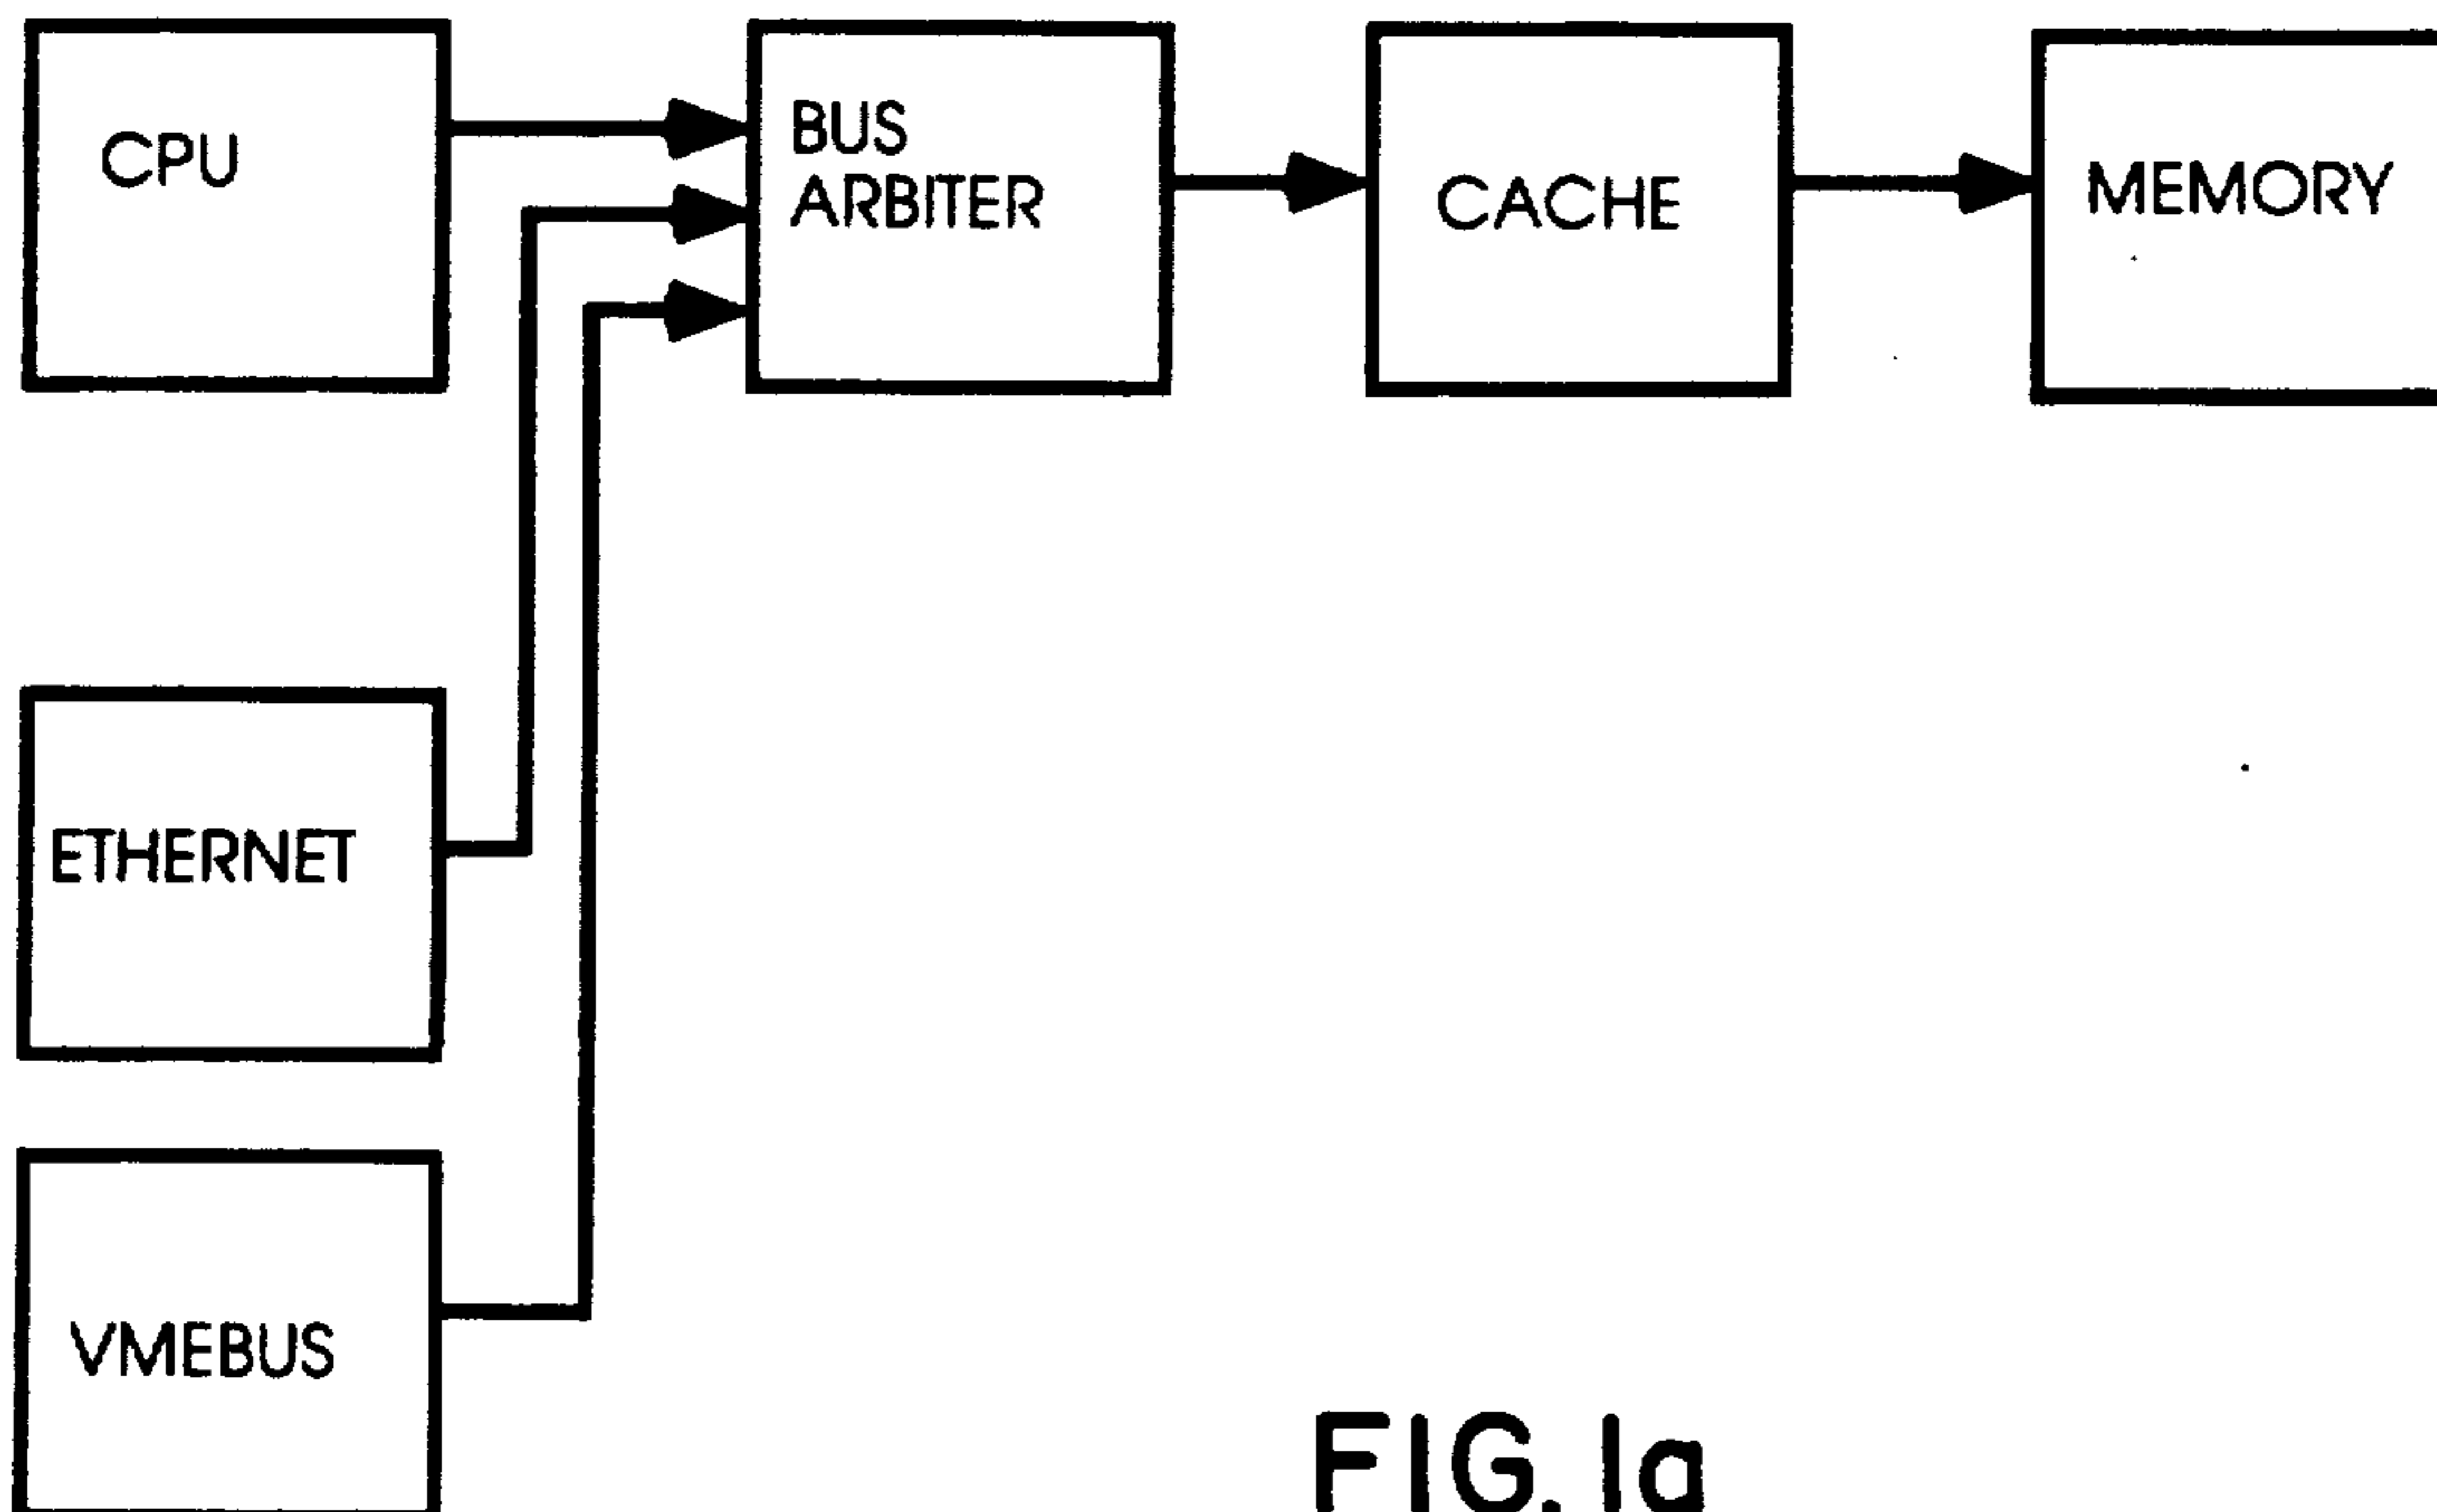 CPU
BUS
ARBITER
CACHE
MEMORY
ETHERNET
VMEBUS
FIG. 1a